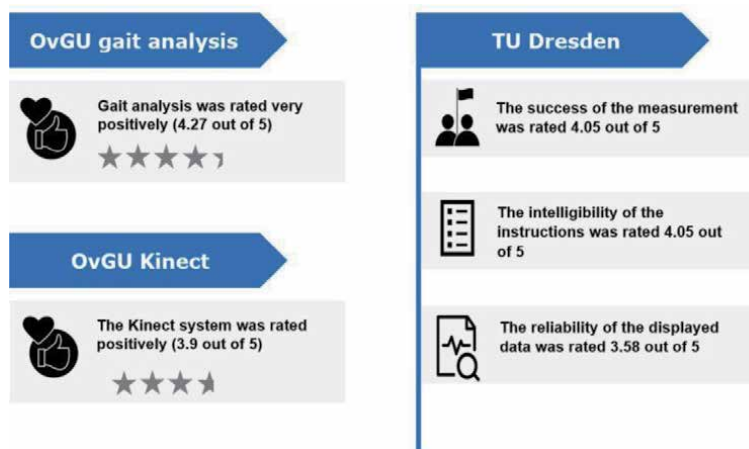 OvGU gait analysis
Gait analysis was rated very
positively (4.27 out of 5)
OvGU Kinect
The Kinect system was rated
positively (3.9 out of 5)
TU Dresden
The success of the measurement
was rated 4.05 out of 5
The intelligibility of the
instructions was rated 4.05 out
of 5
The reliability of the displayed
data was rated 3.58 out of 5